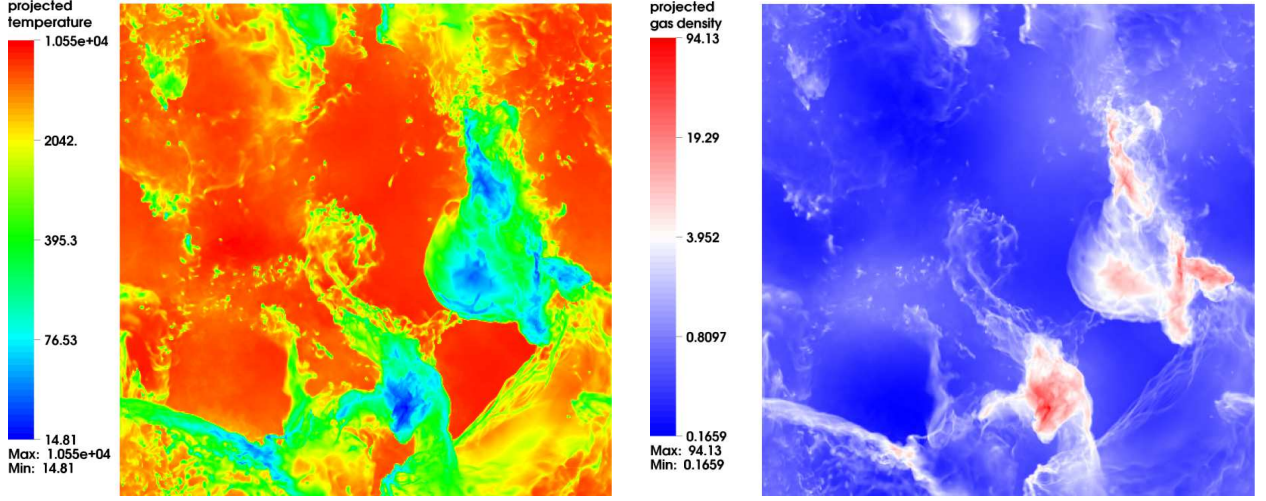 projected
temperature
1.055e+04
2042.
395.3
76.53
14.81
Max: 1.055e+04
Min: 14.81
projected
gas density
94.13
19.29
3.952
0.8097
0.1659
Max: 94.13
Min: 0.1659